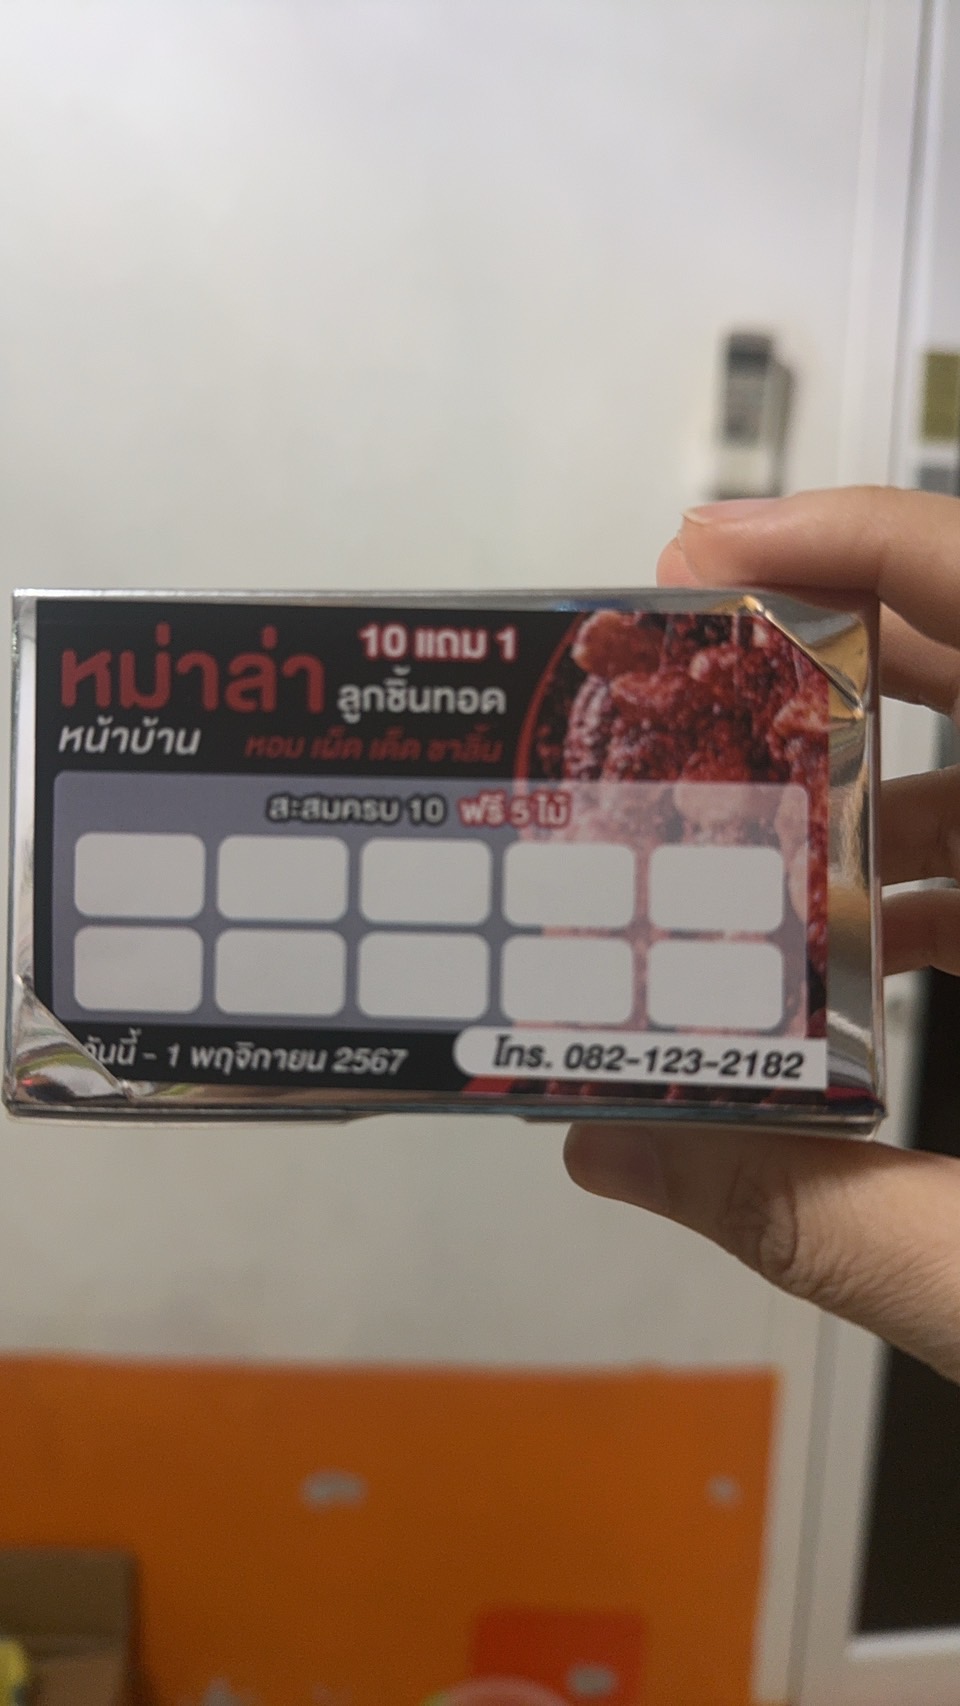 10 แถม 1
หม่าล่า ลูกชิ้นทอด
หน้าบ้าน หอม เผ็ด เด็ด ชาลิ้น
สะสมครบ 10 ฟรี 5 ไม้
วันนี้ - 1 พฤจิกายน 2567
โทร. 082-123-2182